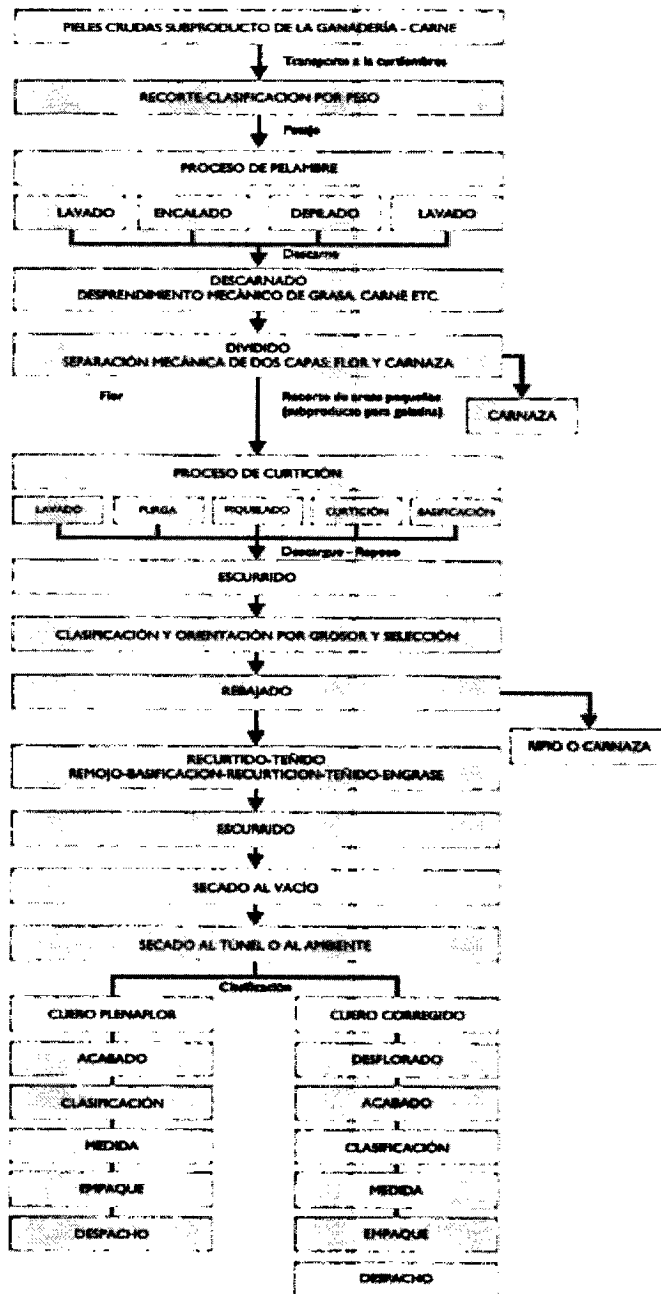 PIELES CRUDAS SUBPRODUCTO DE LA GANADERÍA - CARNE
Transporte a la curtiembres
RECORTE-CLASIFICACION POR PESO
Pesaje
PROCESO DE PELAMBRE
LAVADO ENCALADO DEPILADO LAVADO
Descarne
DESCARNADO
DESPRENDIMIENTO MECÁNICO DE GRASA, CARNE ETC.
DIVIDIDO
SEPARACIÓN MECÁNICA DE DOS CAPAS: FLOR Y CARNAZA
Flor
Recorte de areas pequeñas
(subproducto para gelatina)
CARNAZA
PROCESO DE CURTICIÓN
LAVADO PURGA PIQUELADO CURTICIÓN BASIFICACIÓN
Descargue - Reposo
ESCURRIDO
CLASIFICACIÓN Y ORIENTACIÓN POR GROSOR Y SELECCIÓN
REBAJADO
RIPIO O CARNAZA
RECURTIDO-TEÑIDO
REMOJO-BASIFICACION-RECURTICION-TEÑIDO-ENGRASE
ESCURRIDO
SECADO AL VACÍO
SECADO AL TÚNEL O AL AMBIENTE
Clasificación
CUERO PLENAFLOR
ACABADO
CLASIFICACIÓN
MEDIDA
EMPAQUE
DESPACHO
CUERO CORREGIDO
DESFLORADO
ACABADO
CLASIFICACIÓN
MEDIDA
EMPAQUE
DESPACHO